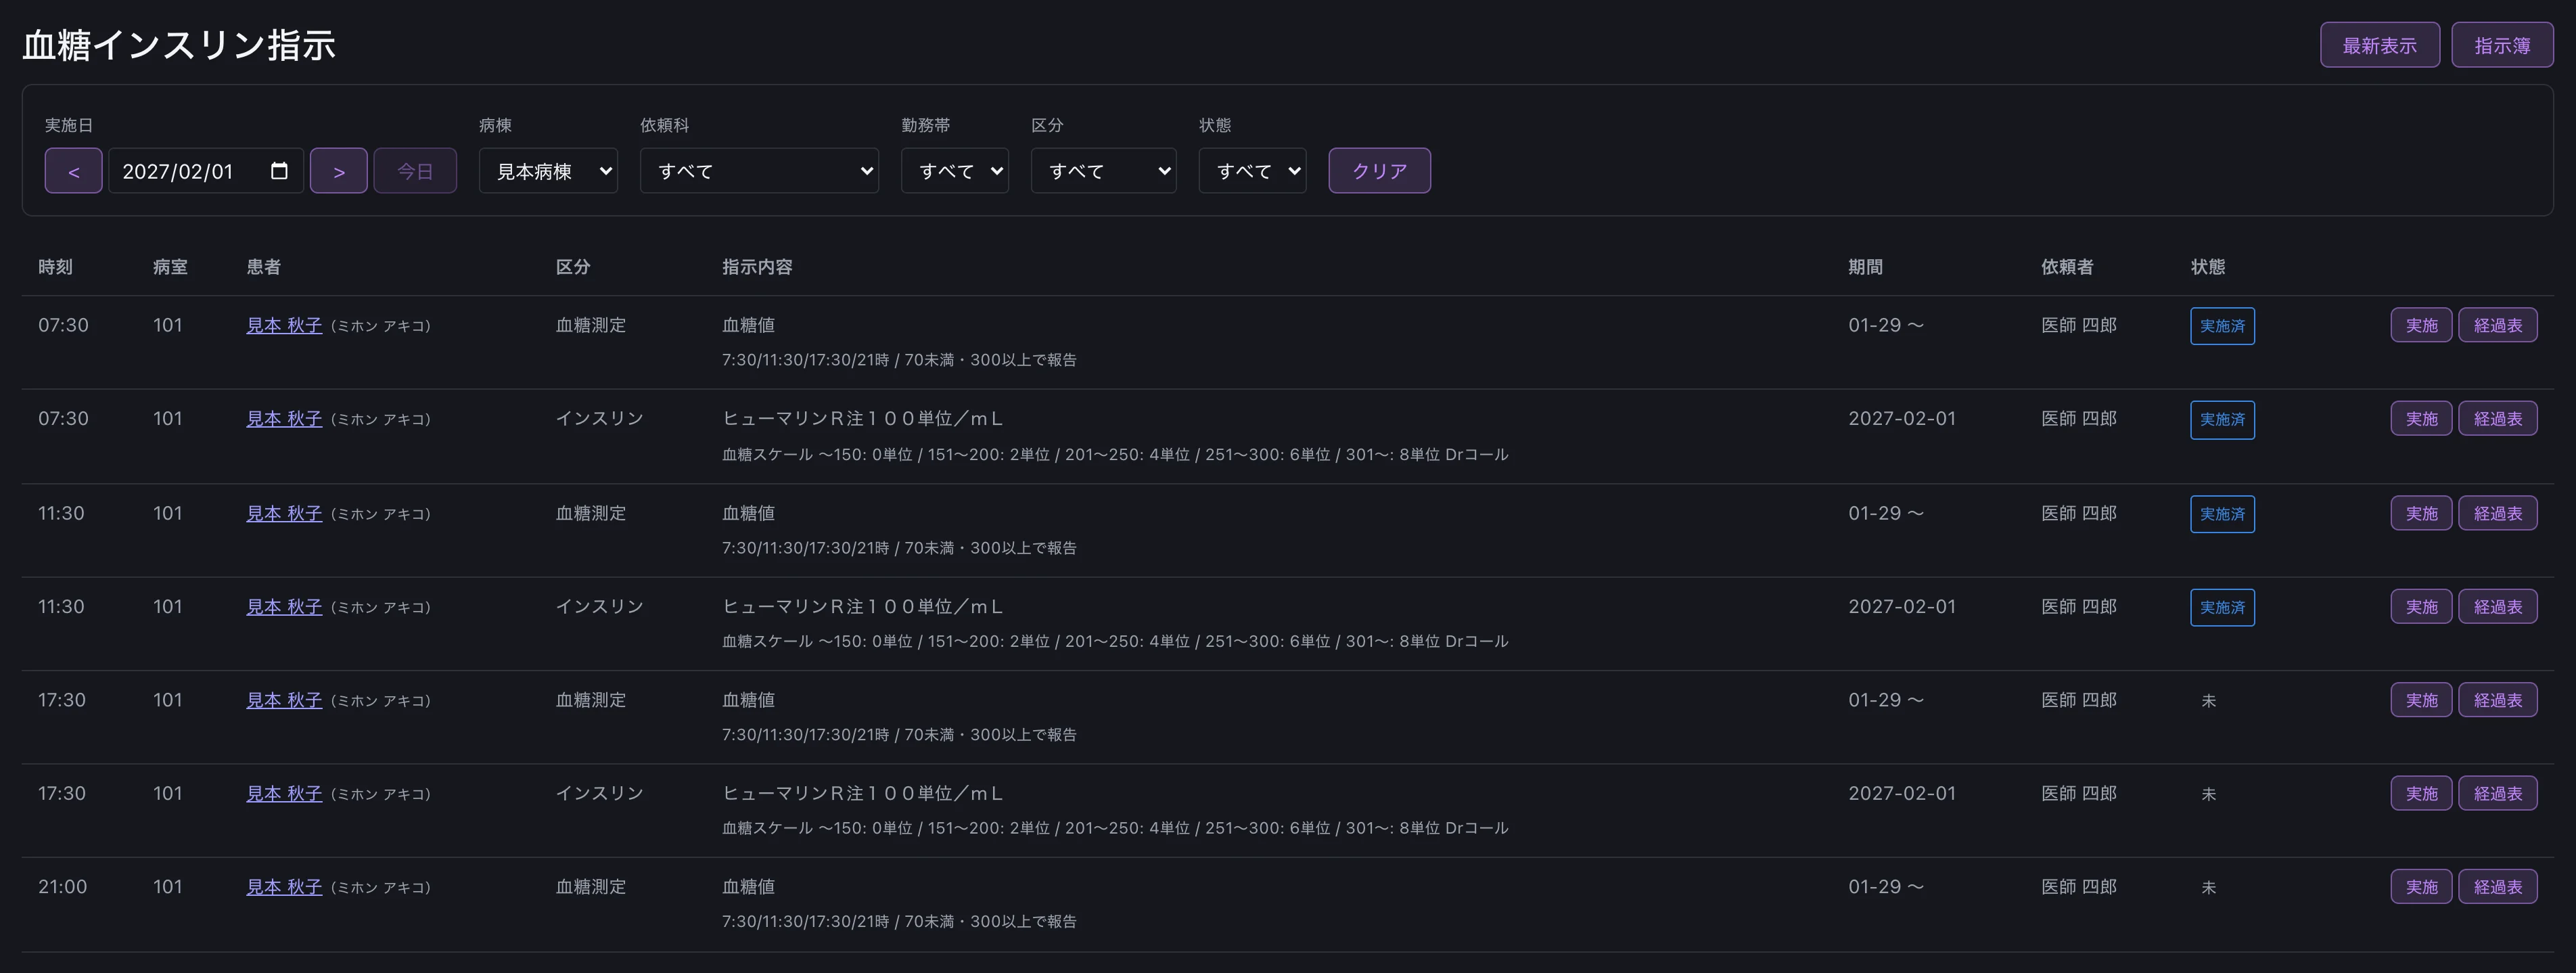 血糖インスリン指示
最新表示 指示簿
実施日 病棟 依頼科 勤務帯 区分 状態
< 2027/02/01 > 今日 見本病棟 すべて すべて すべて すべて クリア
時刻 病室 患者 区分 指示内容 期間 依頼者 状態
07:30 101 見本 秋子 (ミホン アキコ) 血糖測定 血糖値 01-29 〜 医師 四郎 実施済 実施 経過表
7:30/11:30/17:30/21時 / 70未満・300以上で報告
07:30 101 見本 秋子 (ミホン アキコ) インスリン ヒューマリンR注100単位/mL 2027-02-01 医師 四郎 実施済 実施 経過表
血糖スケール 〜150: 0単位 / 151〜200: 2単位 / 201〜250: 4単位 / 251〜300: 6単位 / 301〜: 8単位 Drコール
11:30 101 見本 秋子 (ミホン アキコ) 血糖測定 血糖値 01-29 〜 医師 四郎 実施済 実施 経過表
7:30/11:30/17:30/21時 / 70未満・300以上で報告
11:30 101 見本 秋子 (ミホン アキコ) インスリン ヒューマリンR注100単位/mL 2027-02-01 医師 四郎 実施済 実施 経過表
血糖スケール 〜150: 0単位 / 151〜200: 2単位 / 201〜250: 4単位 / 251〜300: 6単位 / 301〜: 8単位 Drコール
17:30 101 見本 秋子 (ミホン アキコ) 血糖測定 血糖値 01-29 〜 医師 四郎 未 実施 経過表
7:30/11:30/17:30/21時 / 70未満・300以上で報告
17:30 101 見本 秋子 (ミホン アキコ) インスリン ヒューマリンR注100単位/mL 2027-02-01 医師 四郎 未 実施 経過表
血糖スケール 〜150: 0単位 / 151〜200: 2単位 / 201〜250: 4単位 / 251〜300: 6単位 / 301〜: 8単位 Drコール
21:00 101 見本 秋子 (ミホン アキコ) 血糖測定 血糖値 01-29 〜 医師 四郎 未 実施 経過表
7:30/11:30/17:30/21時 / 70未満・300以上で報告